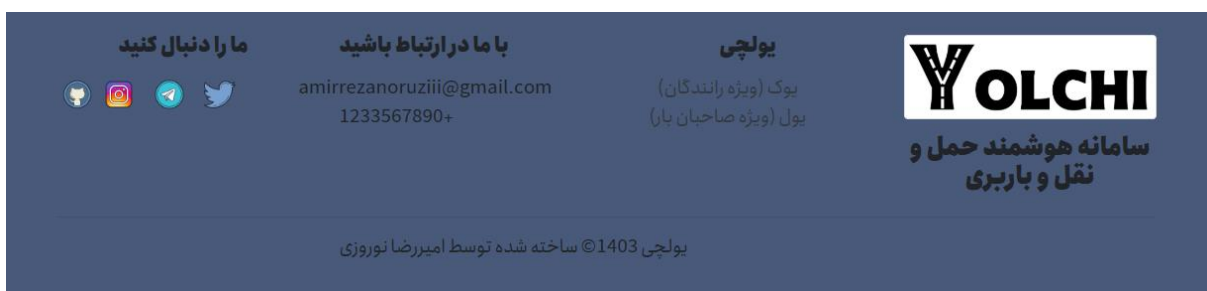 YOLCHI
سامانه هوشمند حمل و
نقل و باربری
یولچی
یوک (ویژه رانندگان)
یول (ویژه صاحبان بار)
با ما در ارتباط باشید
amirrezanoruziii@gmail.com
1233567890+
ما را دنبال کنید
یولچی 1403© ساخته شده توسط امیررضا نوروزی